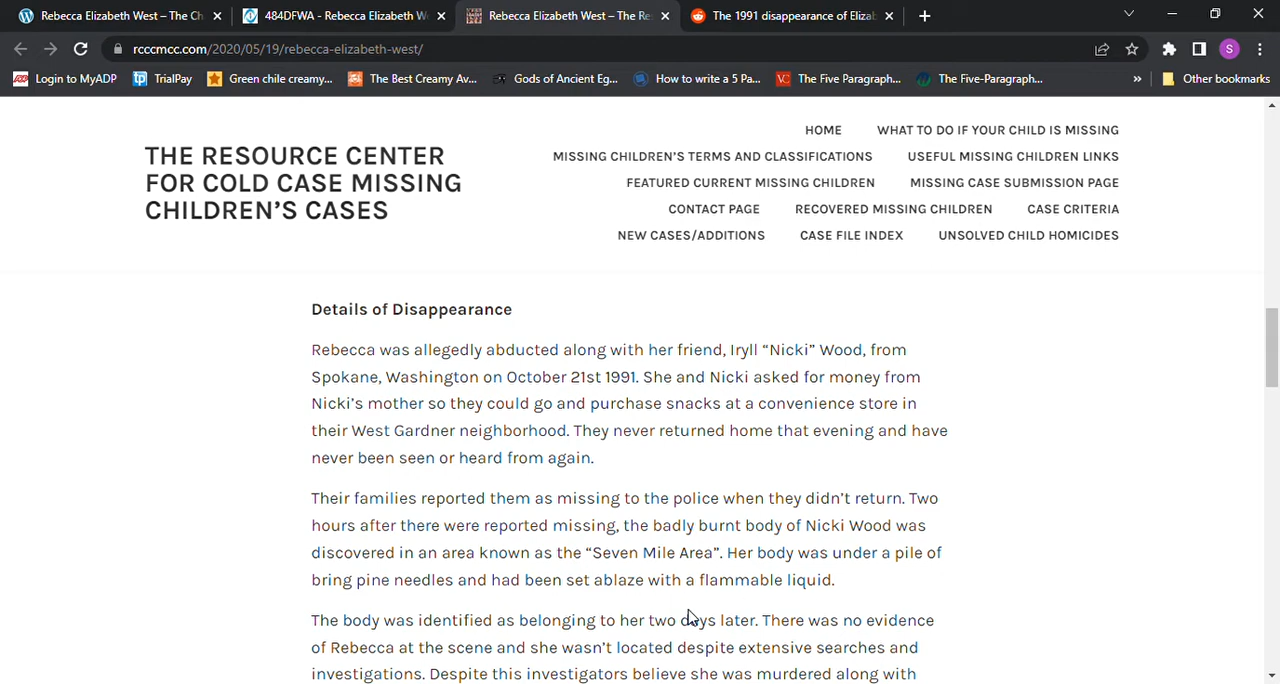 Rebecca Elizabeth West – The Ch
484DFWA - Rebecca Elizabeth W
Rebecca Elizabeth West – The Re
The 1991 disappearance of Elizab
rcccmcc.com/2020/05/19/rebecca-elizabeth-west/
S
Login to MyADP
tp TrialPay
Green chile creamy...
The Best Creamy Av...
Gods of Ancient Eg...
How to write a 5 Pa...
VC The Five Paragraph...
The Five-Paragraph...
» Other bookmarks
THE RESOURCE CENTER
FOR COLD CASE MISSING
CHILDREN'S CASES
HOME WHAT TO DO IF YOUR CHILD IS MISSING
MISSING CHILDREN'S TERMS AND CLASSIFICATIONS USEFUL MISSING CHILDREN LINKS
FEATURED CURRENT MISSING CHILDREN MISSING CASE SUBMISSION PAGE
CONTACT PAGE RECOVERED MISSING CHILDREN CASE CRITERIA
NEW CASES/ADDITIONS CASE FILE INDEX UNSOLVED CHILD HOMICIDES
Details of Disappearance
Rebecca was allegedly abducted along with her friend, Iryll “Nicki” Wood, from
Spokane, Washington on October 21st 1991. She and Nicki asked for money from
Nicki's mother so they could go and purchase snacks at a convenience store in
their West Gardner neighborhood. They never returned home that evening and have
never been seen or heard from again.
Their families reported them as missing to the police when they didn't return. Two
hours after there were reported missing, the badly burnt body of Nicki Wood was
discovered in an area known as the “Seven Mile Area”. Her body was under a pile of
bring pine needles and had been set ablaze with a flammable liquid.
The body was identified as belonging to her two days later. There was no evidence
of Rebecca at the scene and she wasn't located despite extensive searches and
investigations. Despite this investigators believe she was murdered along with